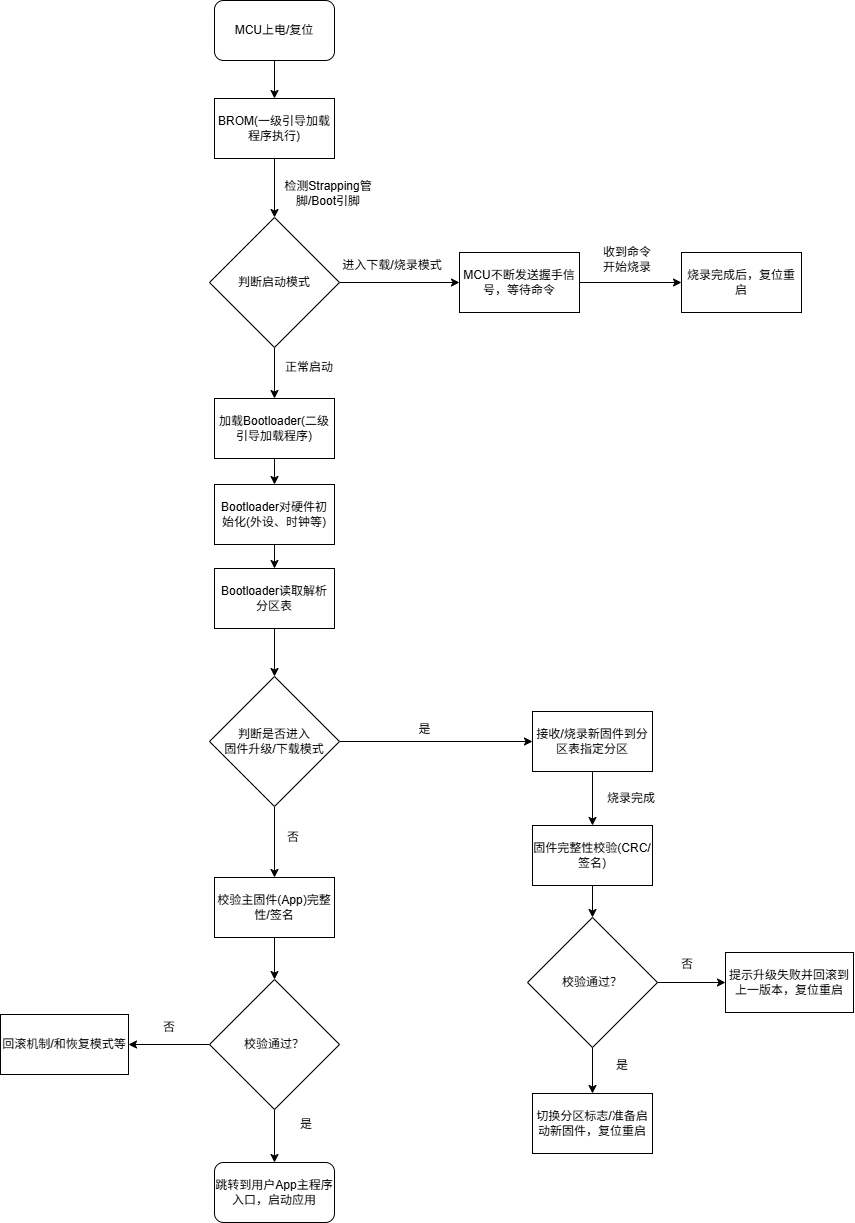 MCU上电/复位
BROM(一级引导加载
程序执行)
检测Strapping管
脚/Boot引脚
判断启动模式
进入下载/烧录模式
MCU不断发送握手信
号，等待命令
收到命令
开始烧录
烧录完成后，复位重
启
正常启动
加载Bootloader(二级
引导加载程序)
Bootloader对硬件初
始化(外设、时钟等)
Bootloader读取解析
分区表
判断是否进入
固件升级/下载模式
是
接收/烧录新固件到分
区表指定分区
烧录完成
固件完整性校验(CRC/
签名)
校验通过？
否
提示升级失败并回滚到
上一版本，复位重启
是
切换分区标志/准备启
动新固件，复位重启
否
校验主固件(App)完整
性/签名
校验通过？
否
回滚机制/和恢复模式等
是
跳转到用户App主程序
入口，启动应用